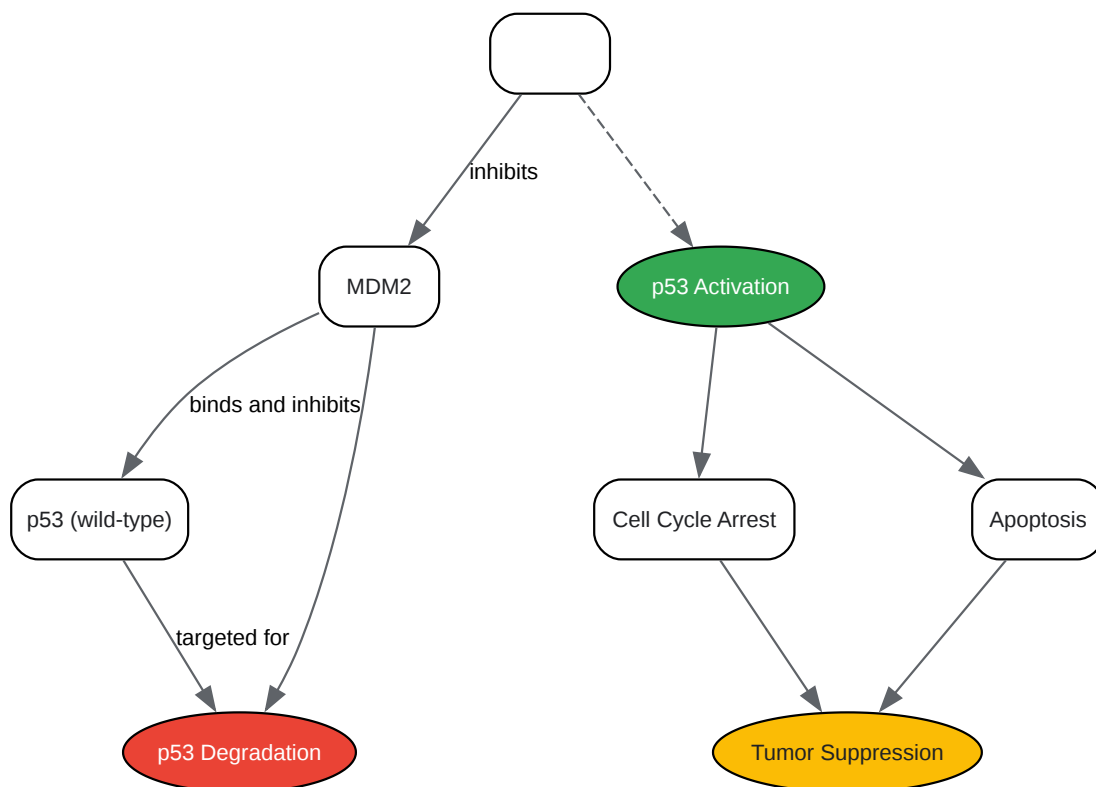 inhibits
MDM2
p53 Activation
binds and inhibits
p53 (wild-type)
Cell Cycle Arrest
Apoptosis
targeted for
p53 Degradation
Tumor Suppression